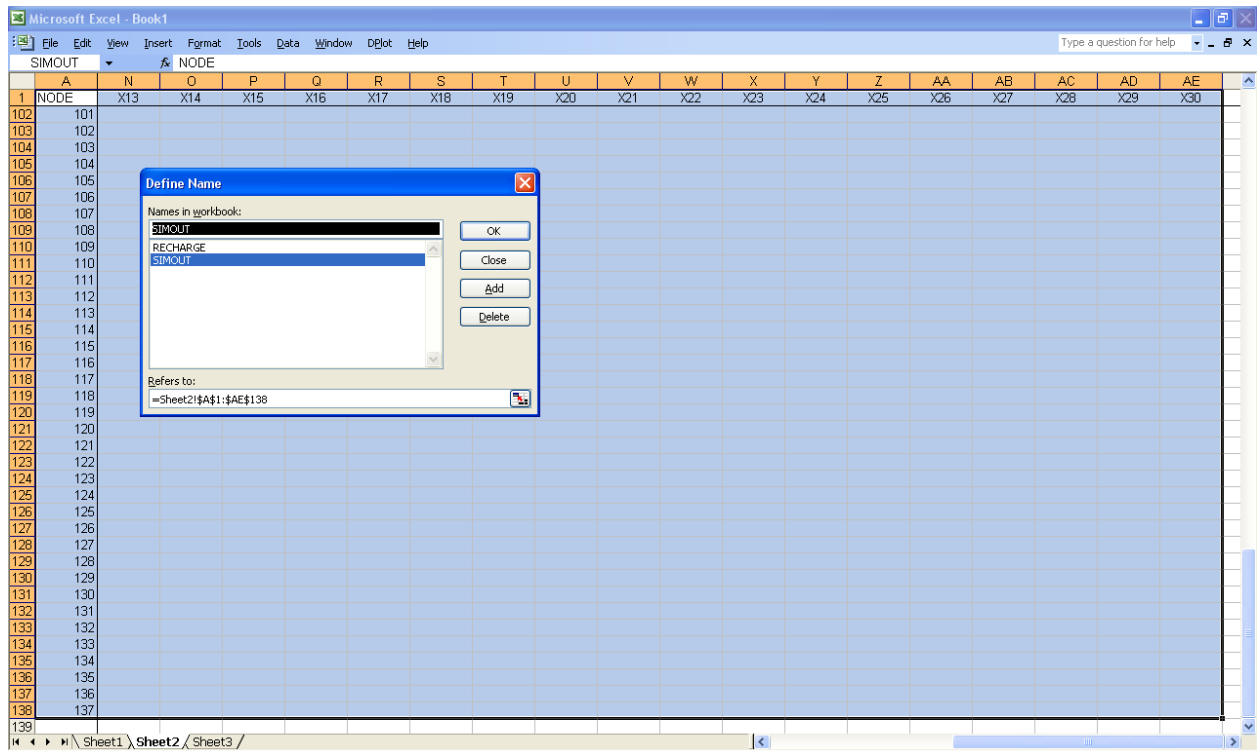 Microsoft Excel - Book1
File Edit View Insert Format Tools Data Window DPlot Help Type a question for help
SIMOUT fx NODE
A N O P Q R S T U V W X Y Z AA AB AC AD AE
1 NODE X13 X14 X15 X16 X17 X18 X19 X20 X21 X22 X23 X24 X25 X26 X27 X28 X29 X30
102 101
103 102
104 103
105 104
106 105
107 106
108 107
109 108
110 109
111 110
112 111
113 112
114 113
115 114
116 115
117 116
118 117
119 118
120 119
121 120
122 121
123 122
124 123
125 124
126 125
127 126
128 127
129 128
130 129
131 130
132 131
133 132
134 133
135 134
136 135
137 136
138 137
139
Define Name
Names in workbook:
SIMOUT
RECHARGE
SIMOUT
OK
Close
Add
Delete
Refers to:
=Sheet2!$A$1:$AE$138
Sheet1 Sheet2 Sheet3